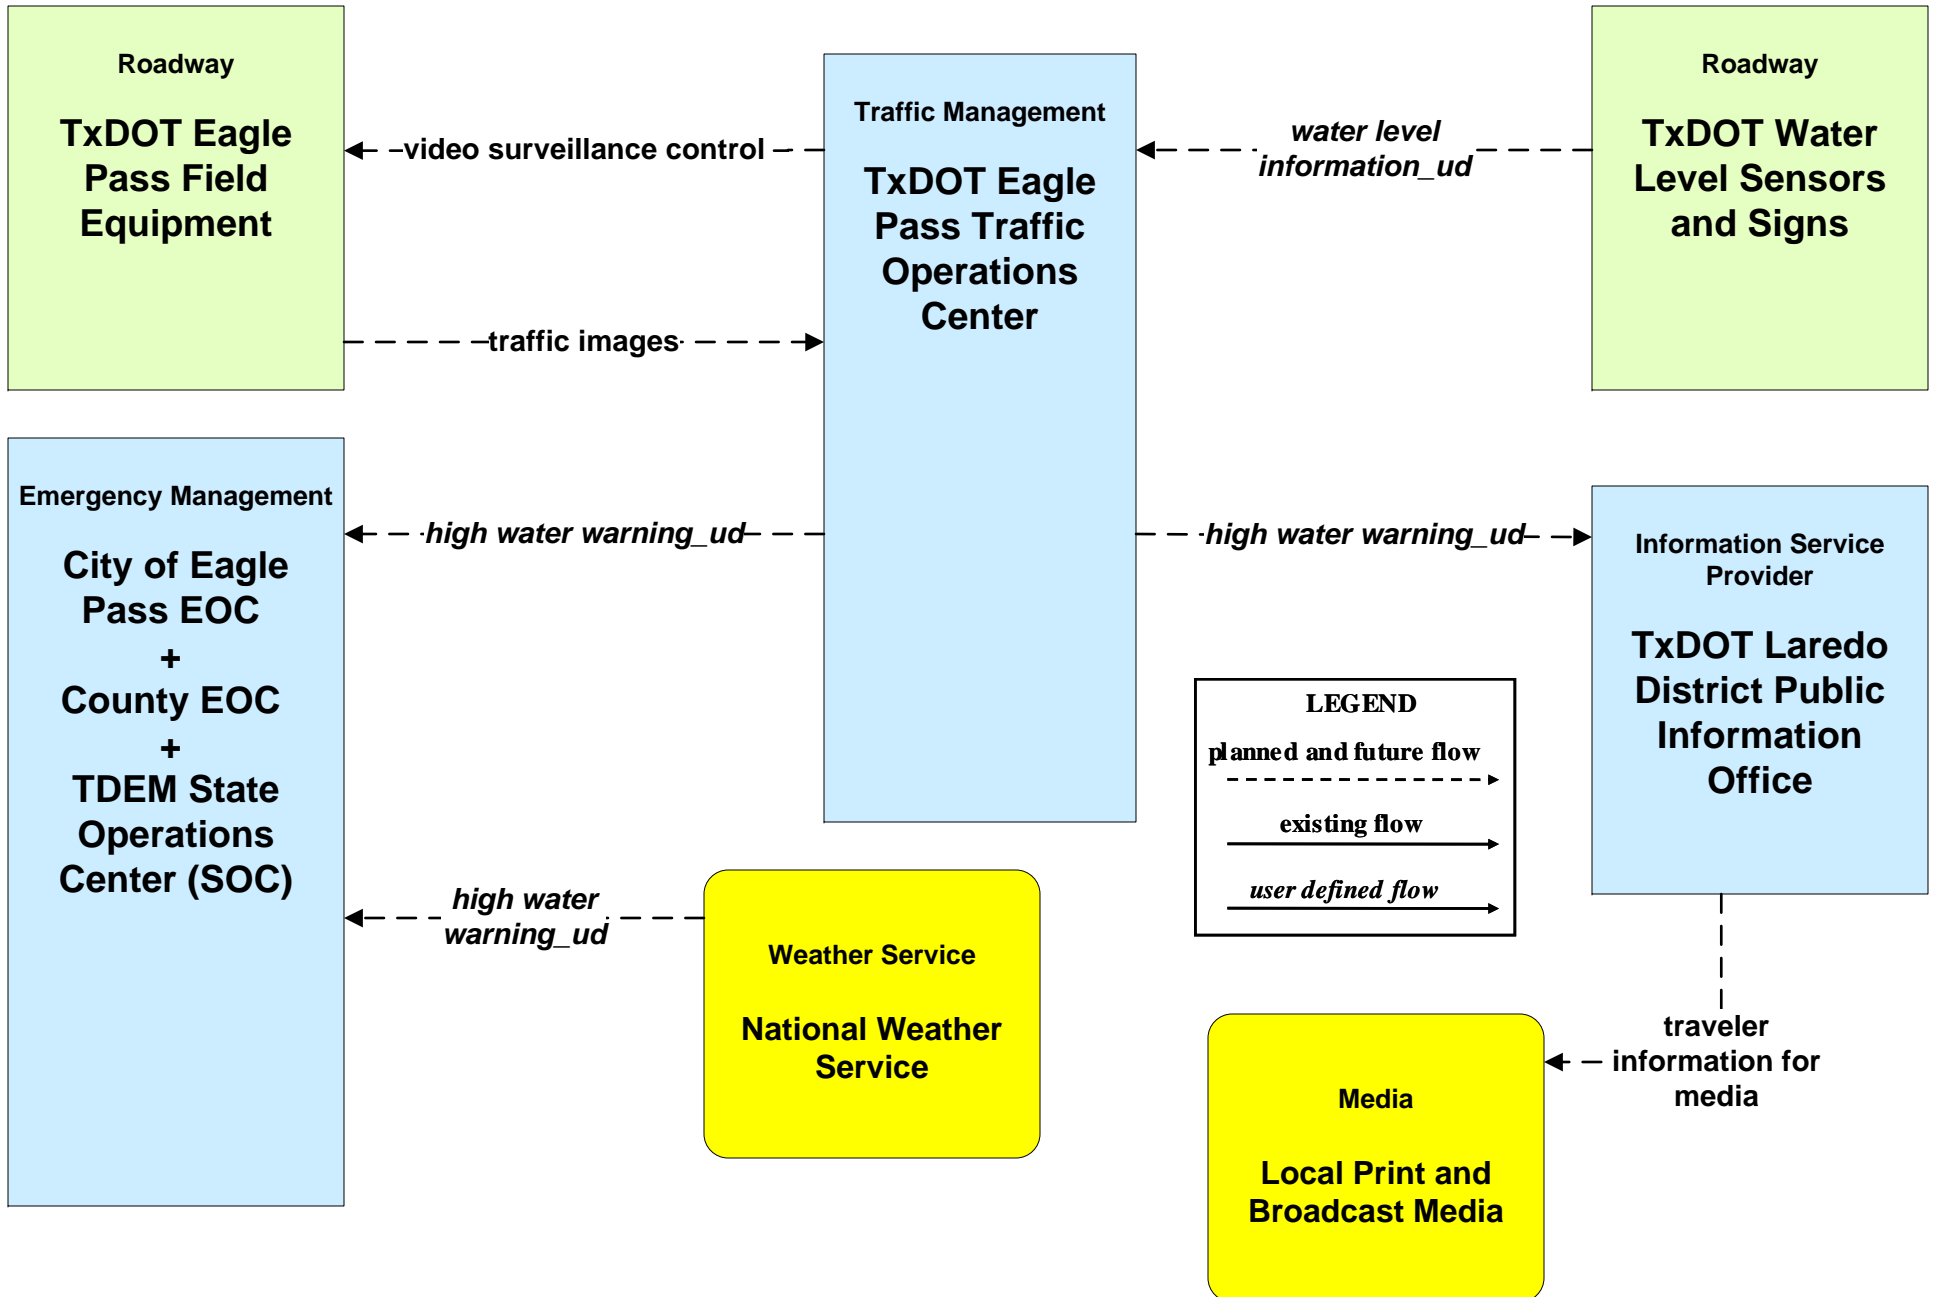 Roadway
TxDOT Eagle
Pass Field
Equipment
Traffic Management
TxDOT Eagle
Pass Traffic
Operations
Center
Roadway
TxDOT Water
Level Sensors
and Signs
video surveillance control
water level
information_ud
traffic images
Emergency Management
City of Eagle
Pass EOC
+
County EOC
+
TDEM State
Operations
Center (SOC)
high water warning_ud
high water warning_ud
Information Service
Provider
TxDOT Laredo
District Public
Information
Office
LEGEND
planned and future flow
existing flow
user defined flow
high water
warning_ud
Weather Service
National Weather
Service
traveler
information for
media
Media
Local Print and
Broadcast Media